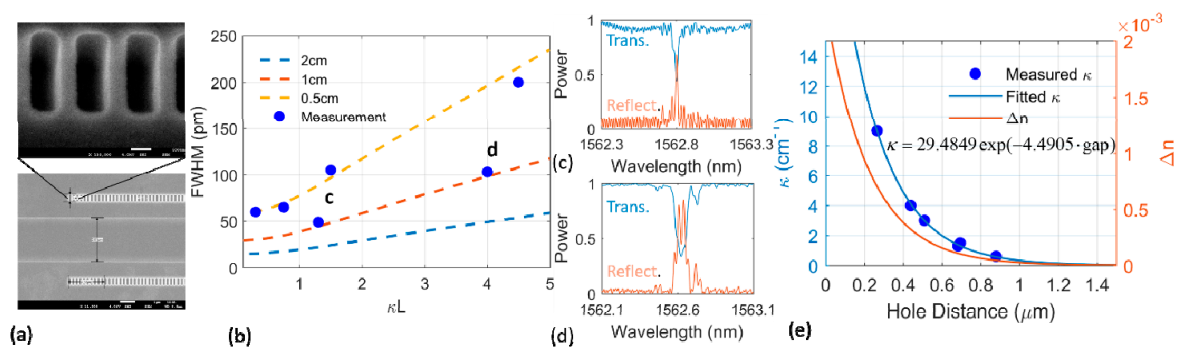 (a)
FWHM (pm)
250
200
150
100
50
0
2cm
1cm
0.5cm
Measurement
c
d
0 1 2 3 4 5
κL
(b)
(c)
Power
1
0.5
0
Trans.
Reflect.
1562.3 1562.8 1563.3
Wavelength (nm)
Power
1
0.5
0
Trans.
Reflect.
1562.1 1562.6 1563.1
Wavelength (nm)
(d)
κ (cm⁻¹)
14
12
10
8
6
4
2
0
Measured κ
Fitted κ
Δn
κ = 29.4849 exp(−4.4905·gap)
×10⁻³
2
1.5
1
0.5
0
Δn
0 0.2 0.4 0.6 0.8 1 1.2 1.4
Hole Distance (μm)
(e)